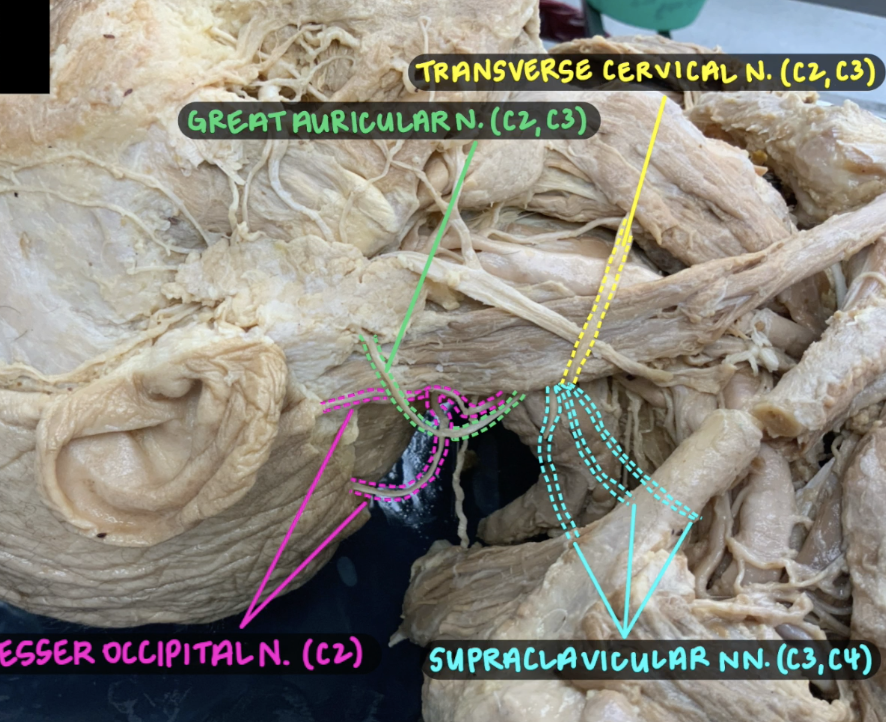 TRANSVERSE CERVICAL N. (C2, C3)
GREAT AURICULAR N. (C2, C3)
ESSER OCCIPITAL N. (C2)
SUPRACLAVICULAR NN. (C3, C4)